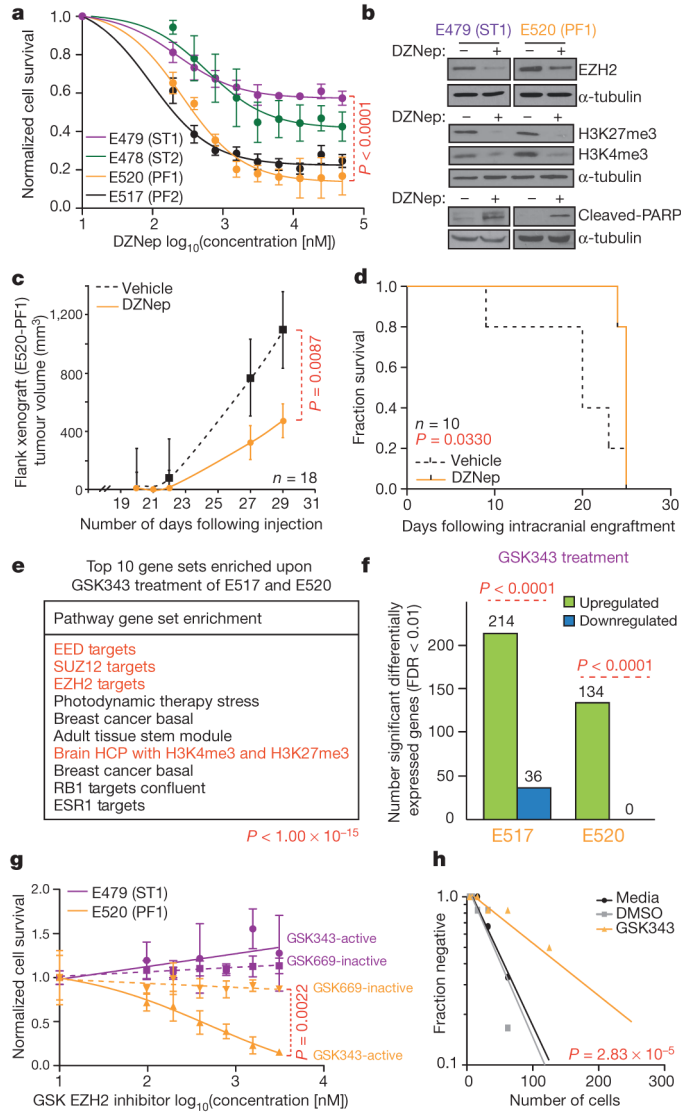 a
Normalized cell survival
1.0
0.8
0.6
0.4
0.2
0
E479 (ST1)
E478 (ST2)
E520 (PF1)
E517 (PF2)
P < 0.0001
1 2 3 4 5
DZNep log10(concentration [nM])
b
E479 (ST1) E520 (PF1)
DZNep: – + – +
EZH2
α-tubulin
DZNep: – + – +
H3K27me3
H3K4me3
α-tubulin
DZNep: – + – +
Cleaved-PARP
α-tubulin
c
Vehicle
DZNep
Flank xenograft (E520-PF1)
tumour volume (mm3)
1,200
800
400
0
P = 0.0087
n = 18
19 21 23 25 27 29 31
Number of days following injection
d
Fraction survival
1.0
0.8
0.6
0.4
0.2
0
n = 10
P = 0.0330
Vehicle
DZNep
0 10 20 30
Days following intracranial engraftment
e
Top 10 gene sets enriched upon
GSK343 treatment of E517 and E520
Pathway gene set enrichment
EED targets
SUZ12 targets
EZH2 targets
Photodynamic therapy stress
Breast cancer basal
Adult tissue stem module
Brain HCP with H3K4me3 and H3K27me3
Breast cancer basal
RB1 targets confluent
ESR1 targets
P < 1.00 × 10–15
f
GSK343 treatment
Number significant differentially
expressed genes (FDR < 0.01)
250
200
150
100
50
0
P < 0.0001
Upregulated
Downregulated
214
P < 0.0001
134
36
0
E517 E520
g
Normalized cell survival
2.0
1.5
1.0
0.5
0.0
E479 (ST1)
E520 (PF1)
GSK343-active
GSK669-inactive
GSK669-inactive
P = 0.0022
GSK343-active
1 2 3 4
GSK EZH2 inhibitor log10(concentration [nM])
h
Fraction negative
1.0
0.1
Media
DMSO
GSK343
P = 2.83 × 10–5
0 100 200 300
Number of cells